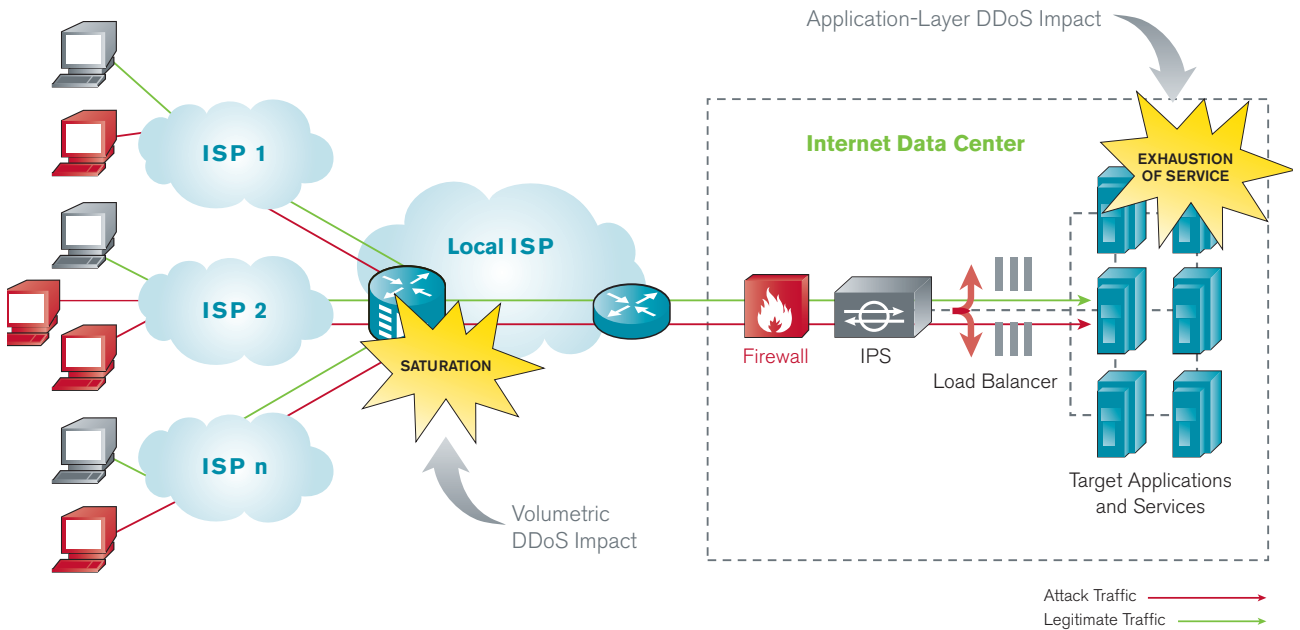 Application-Layer DDoS Impact
Internet Data Center
EXHAUSTION
OF SERVICE
ISP 1
Local ISP
ISP 2
SATURATION
Firewall
IPS
Load Balancer
ISP n
Target Applications
and Services
Volumetric
DDoS Impact
Attack Traffic
Legitimate Traffic